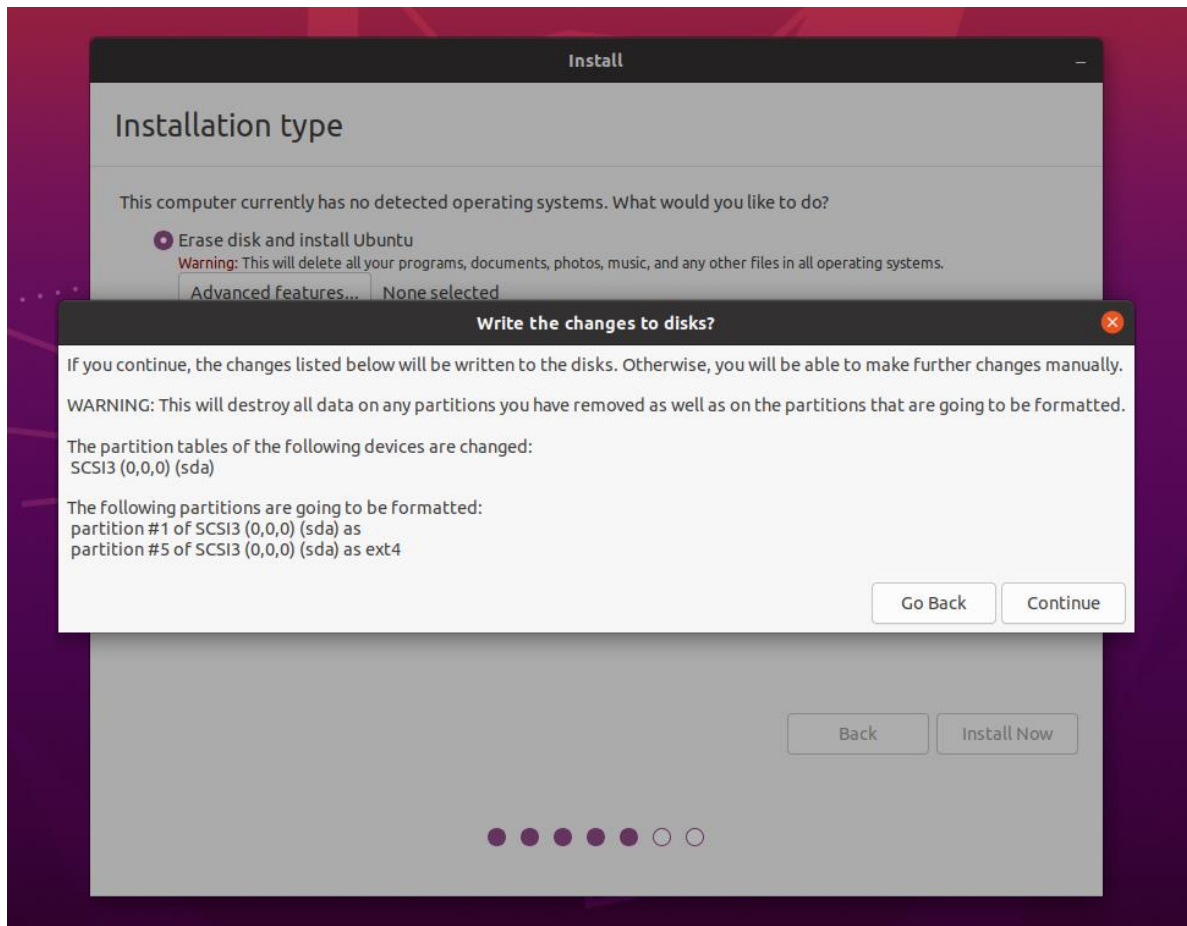 Install
Installation type
This computer currently has no detected operating systems. What would you like to do?
Erase disk and install Ubuntu
Warning: This will delete all your programs, documents, photos, music, and any other files in all operating systems.
Advanced features... None selected
Write the changes to disks?
If you continue, the changes listed below will be written to the disks. Otherwise, you will be able to make further changes manually.
WARNING: This will destroy all data on any partitions you have removed as well as on the partitions that are going to be formatted.
The partition tables of the following devices are changed:
SCSI3 (0,0,0) (sda)
The following partitions are going to be formatted:
partition #1 of SCSI3 (0,0,0) (sda) as
partition #5 of SCSI3 (0,0,0) (sda) as ext4
Go Back Continue
Back Install Now